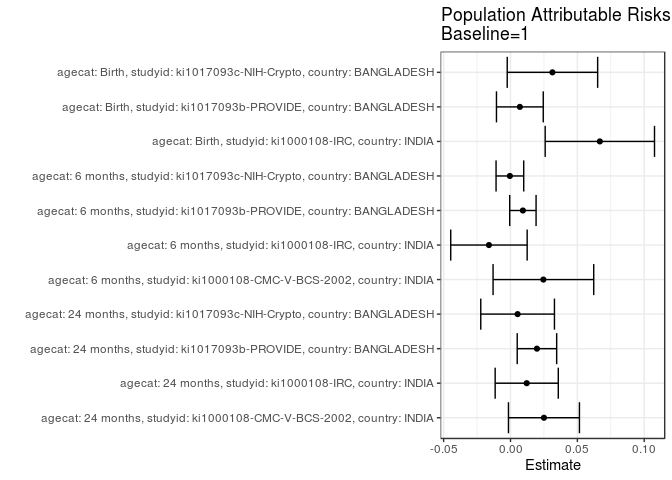 Population Attributable Risks
Baseline=1
agecat: Birth, studyid: ki1017093c-NIH-Crypto, country: BANGLADESH
agecat: Birth, studyid: ki1017093b-PROVIDE, country: BANGLADESH
agecat: Birth, studyid: ki1000108-IRC, country: INDIA
agecat: 6 months, studyid: ki1017093c-NIH-Crypto, country: BANGLADESH
agecat: 6 months, studyid: ki1017093b-PROVIDE, country: BANGLADESH
agecat: 6 months, studyid: ki1000108-IRC, country: INDIA
agecat: 6 months, studyid: ki1000108-CMC-V-BCS-2002, country: INDIA
agecat: 24 months, studyid: ki1017093c-NIH-Crypto, country: BANGLADESH
agecat: 24 months, studyid: ki1017093b-PROVIDE, country: BANGLADESH
agecat: 24 months, studyid: ki1000108-IRC, country: INDIA
agecat: 24 months, studyid: ki1000108-CMC-V-BCS-2002, country: INDIA
-0.05 0.00 0.05 0.10
Estimate